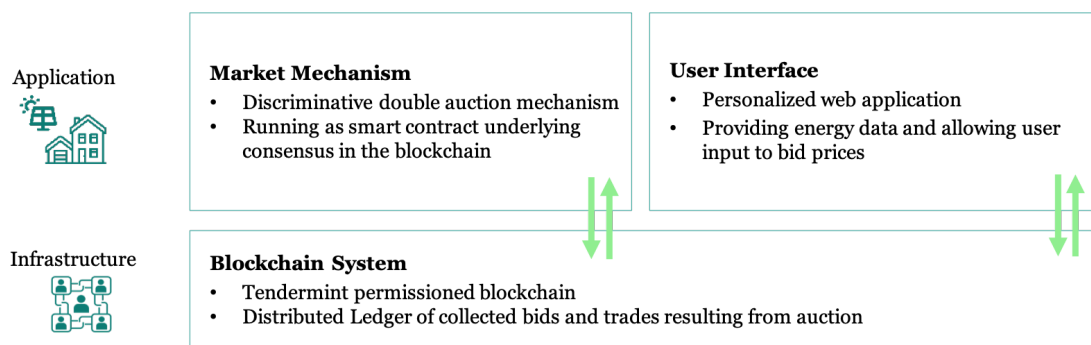 Application
Market Mechanism
• Discriminative double auction mechanism
• Running as smart contract underlying
consensus in the blockchain
User Interface
• Personalized web application
• Providing energy data and allowing user
input to bid prices
Infrastructure
Blockchain System
• Tendermint permissioned blockchain
• Distributed Ledger of collected bids and trades resulting from auction